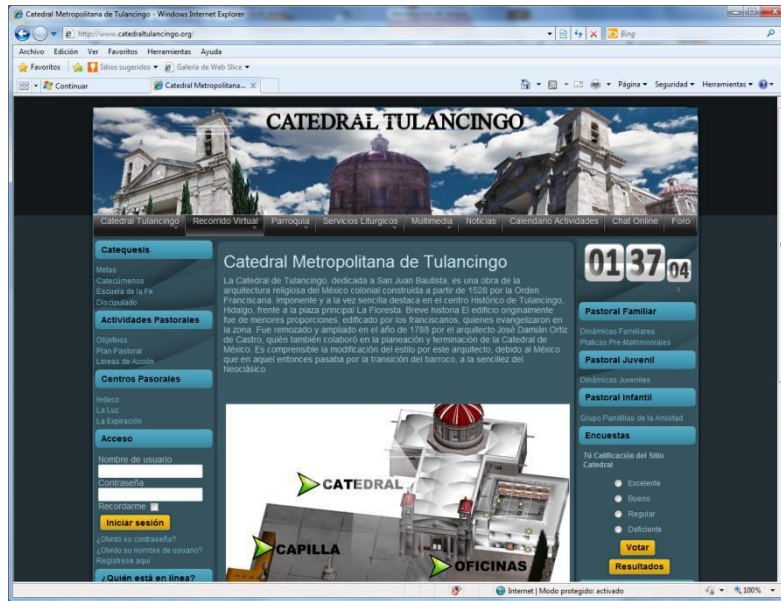 Catedral Metropolitana de Tulancingo - Windows Internet Explorer
http://www.catedraltulancingo.org/
Bing
Archivo Edición Ver Favoritos Herramientas Ayuda
Favoritos Sitios sugeridos Galería de Web Slice
Continuar Catedral Metropolitana... X
Página Seguridad Herramientas
CATEDRAL TULANCINGO
Catedral Tulancingo Recorrido Virtual Parroquia Servicios Liturgicos Multimedia Noticias Calendario Actividades Chat Online Foro
Catequesis
Metas
Catecúmenos
Escuela de la Fe
Discipulado
Actividades Pastorales
Objetivos
Plan Pastoral
Lineas de Acción
Centros Pasorales
Indeco
La Luz
La Expiración
Acceso
Nombre de usuario
Contraseña
Recordarme
Iniciar sesión
¿Olvidó su contraseña?
¿Olvido su nombre de usuario?
Regístrese aquí
¿Quién está en línea?
Catedral Metropolitana de Tulancingo
La Catedral de Tulancingo, dedicada a San Juan Bautista, es una obra de la
arquitectura religiosa del México colonial construida a partir de 1528 por la Orden
Franciscana. Imponente y a la vez sencilla destaca en el centro Histórico de Tulancingo,
Hidalgo, frente a la plaza principal La Floresta. Breve historia El edificio originalmente
fue de menores proporciones, edificado por los franciscanos, quienes evangelizaron en
la zona. Fue remozado y ampliado en el año de 1788 por el arquitecto José Damián Ortiz
de Castro, quién también colaboró en la planeación y terminación de la Catedral de
México. Es comprensible la modificación del estilo por este arquitecto, debido al México
que en aquel entonces pasaba por la transición del barroco, a la sencillez del
Neoclásico.
CATEDRAL
CAPILLA
OFICINAS
01 37 04
Pastoral Familiar
Dinámicas Familiares
Platicas Pre-Matrimoniales
Pastoral Juvenil
Dinámicas Juveniles
Pastoral Infantil
Grupo Pandillas de la Amistad
Encuestas
Tú Calificación del Sitio
Catedral
Excelente
Bueno
Regular
Deficiente
Votar
Resultados
Internet | Modo protegido: activado
100%